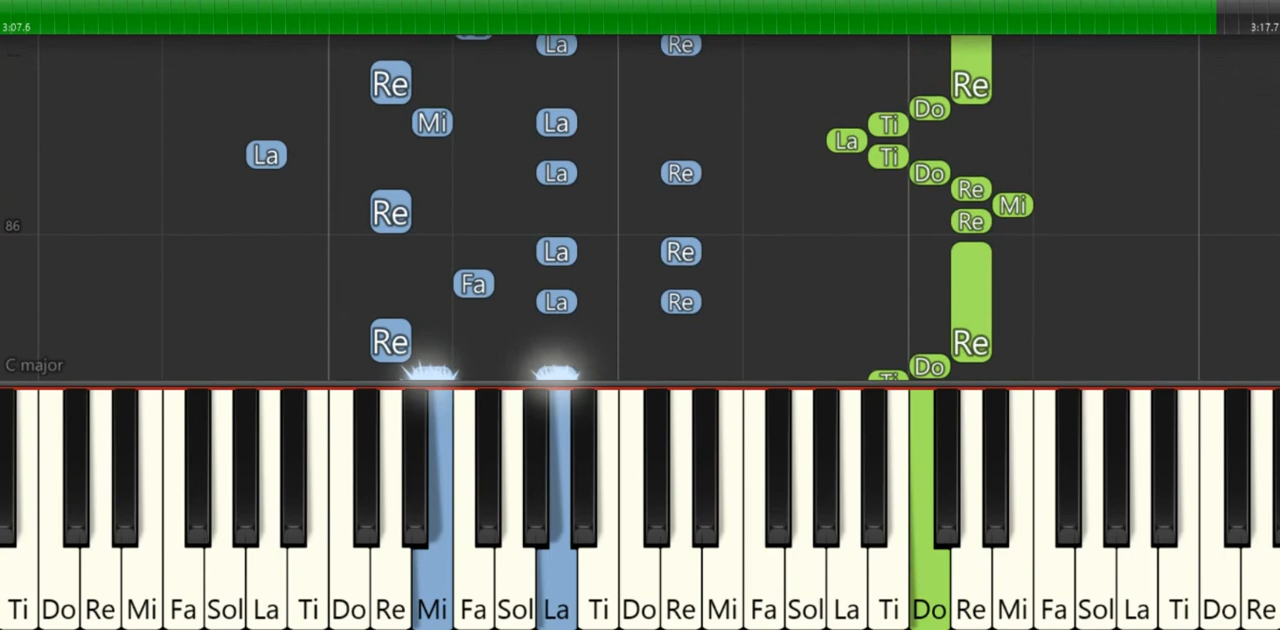 3:07.6 3:17.7
La Re
Re Re
Do
Mi La Ti
La
La Ti
La Re Do
Re
Mi
Re Re
86
La Re
Fa
La Re
Re Re
C major Do
Ti
Ti Do Re Mi Fa Sol La Ti Do Re Mi Fa Sol La Ti Do Re Mi Fa Sol La Ti Do Re Mi Fa Sol La Ti Do Re